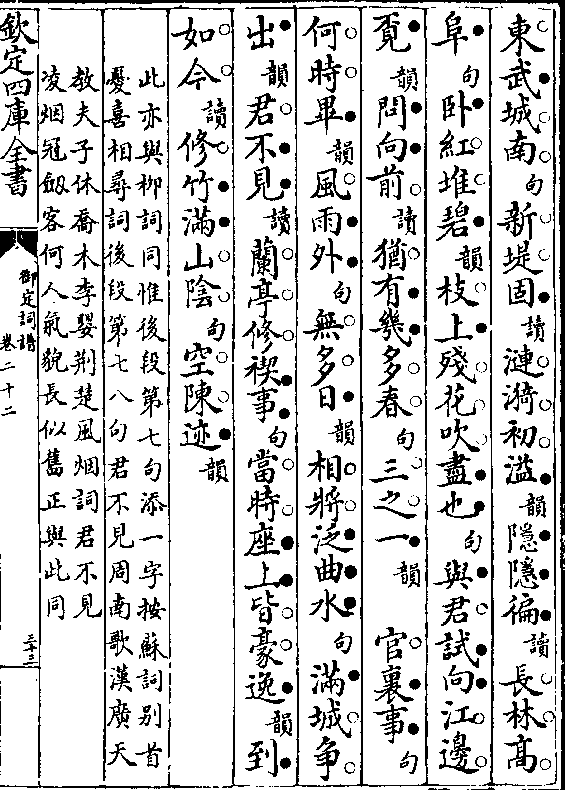 東武城南句新堤固讀漣漪初溢韻隱隱徧讀長林高
阜句卧紅堆碧韻枝上殘花吹盡也句與君試向江邊
覔韻問向前讀猶有幾多春句三之一韻 官裏事句
何時畢韻風雨外句無多日韻相將泛曲水句滿城争
出韻君不見讀蘭亭修禊事句當時座上皆豪逸韻到
如今讀修竹滿山陰句空陳迹韻
此亦與柳詞同惟後段第七句添一字按蘇詞别首
憂喜相尋詞後段第七八句君不見周南歌漢廣天
教夫子休喬木李嬰荆楚風烟詞君不見
凌烟冠劔客何人氣貌長似舊正與此同
欽定四庫全書
御定詞譜
卷二十二
三十三